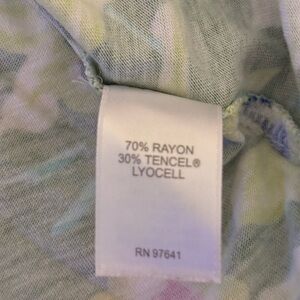 70% RAYON
30% TENCEL®
LYOCELL
RN 97641